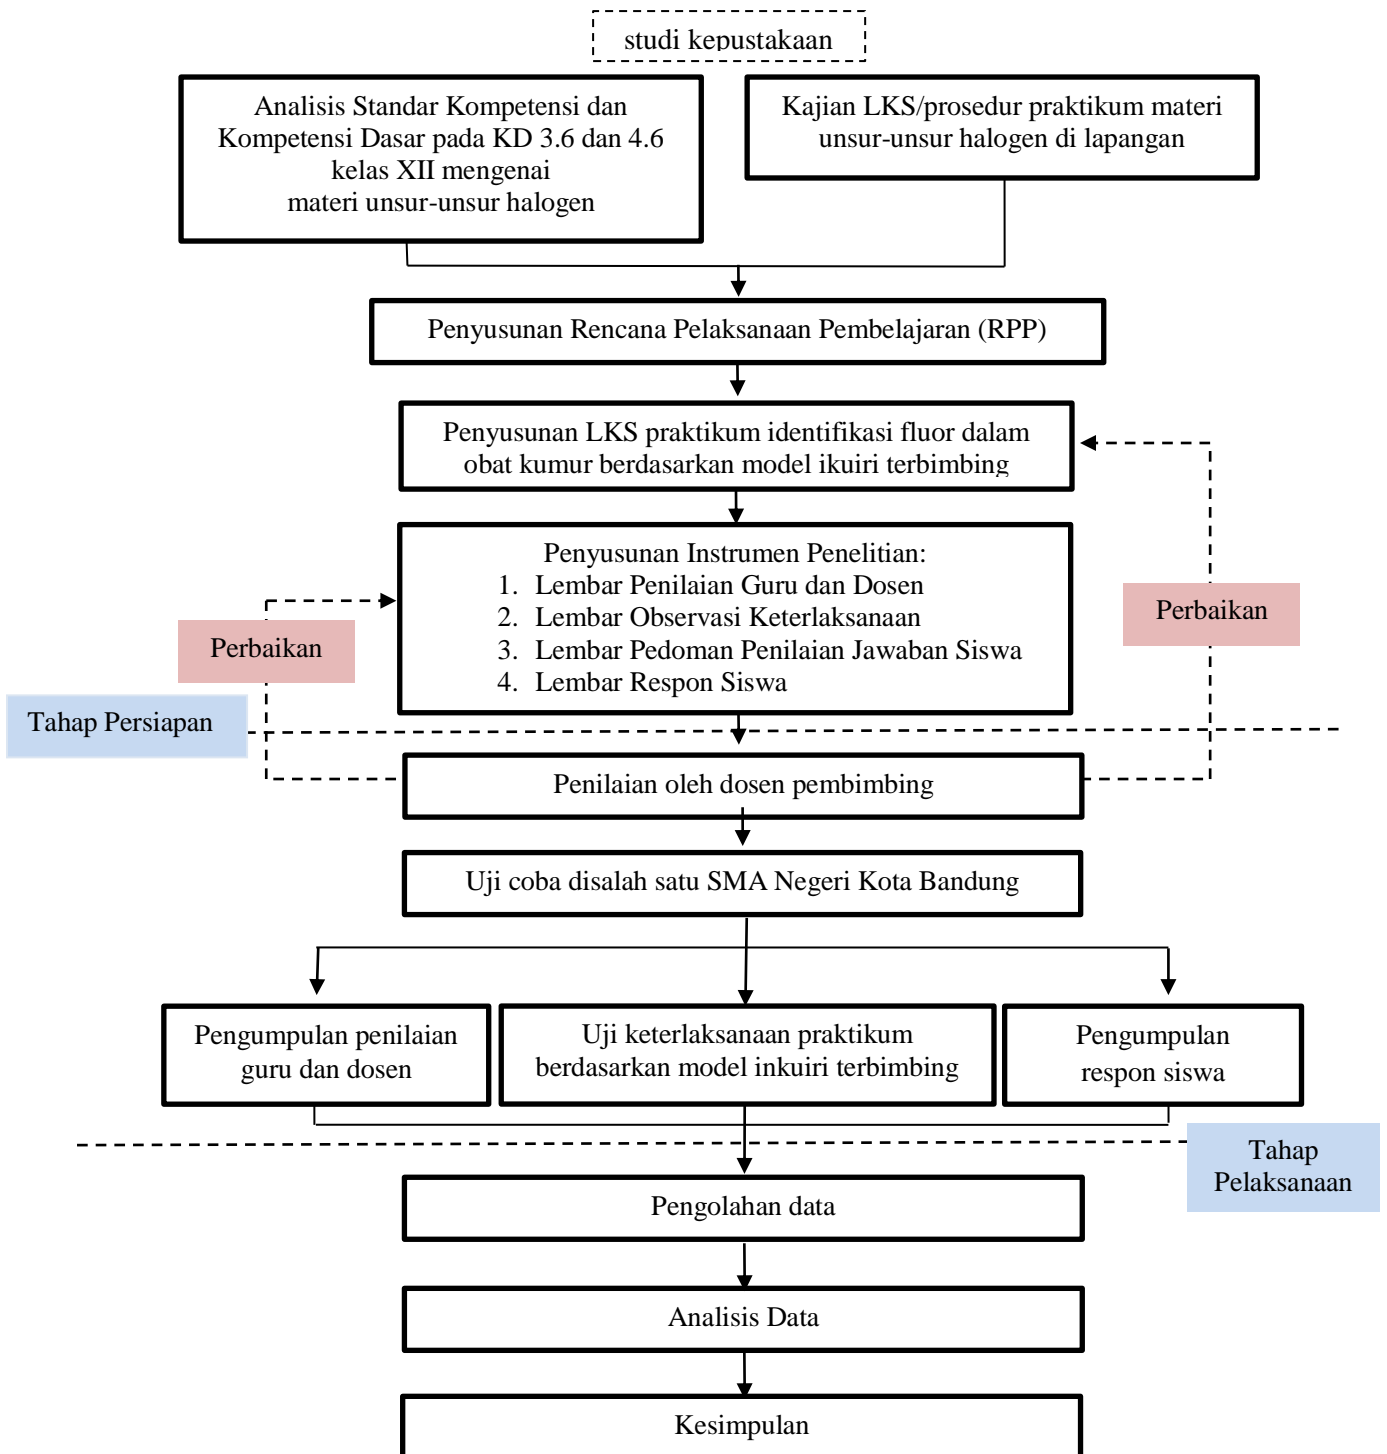 studi kepustakaan
Analisis Standar Kompetensi dan
Kompetensi Dasar pada KD 3.6 dan 4.6
kelas XII mengenai
materi unsur-unsur halogen
Kajian LKS/prosedur praktikum materi
unsur-unsur halogen di lapangan
Penyusunan Rencana Pelaksanaan Pembelajaran (RPP)
Penyusunan LKS praktikum identifikasi fluor dalam
obat kumur berdasarkan model ikuiri terbimbing
Penyusunan Instrumen Penelitian:
1. Lembar Penilaian Guru dan Dosen
2. Lembar Observasi Keterlaksanaan
3. Lembar Pedoman Penilaian Jawaban Siswa
4. Lembar Respon Siswa
Perbaikan
Perbaikan
Tahap Persiapan
Penilaian oleh dosen pembimbing
Uji coba disalah satu SMA Negeri Kota Bandung
Pengumpulan penilaian
guru dan dosen
Uji keterlaksanaan praktikum
berdasarkan model inkuiri terbimbing
Pengumpulan
respon siswa
Tahap
Pelaksanaan
Pengolahan data
Analisis Data
Kesimpulan